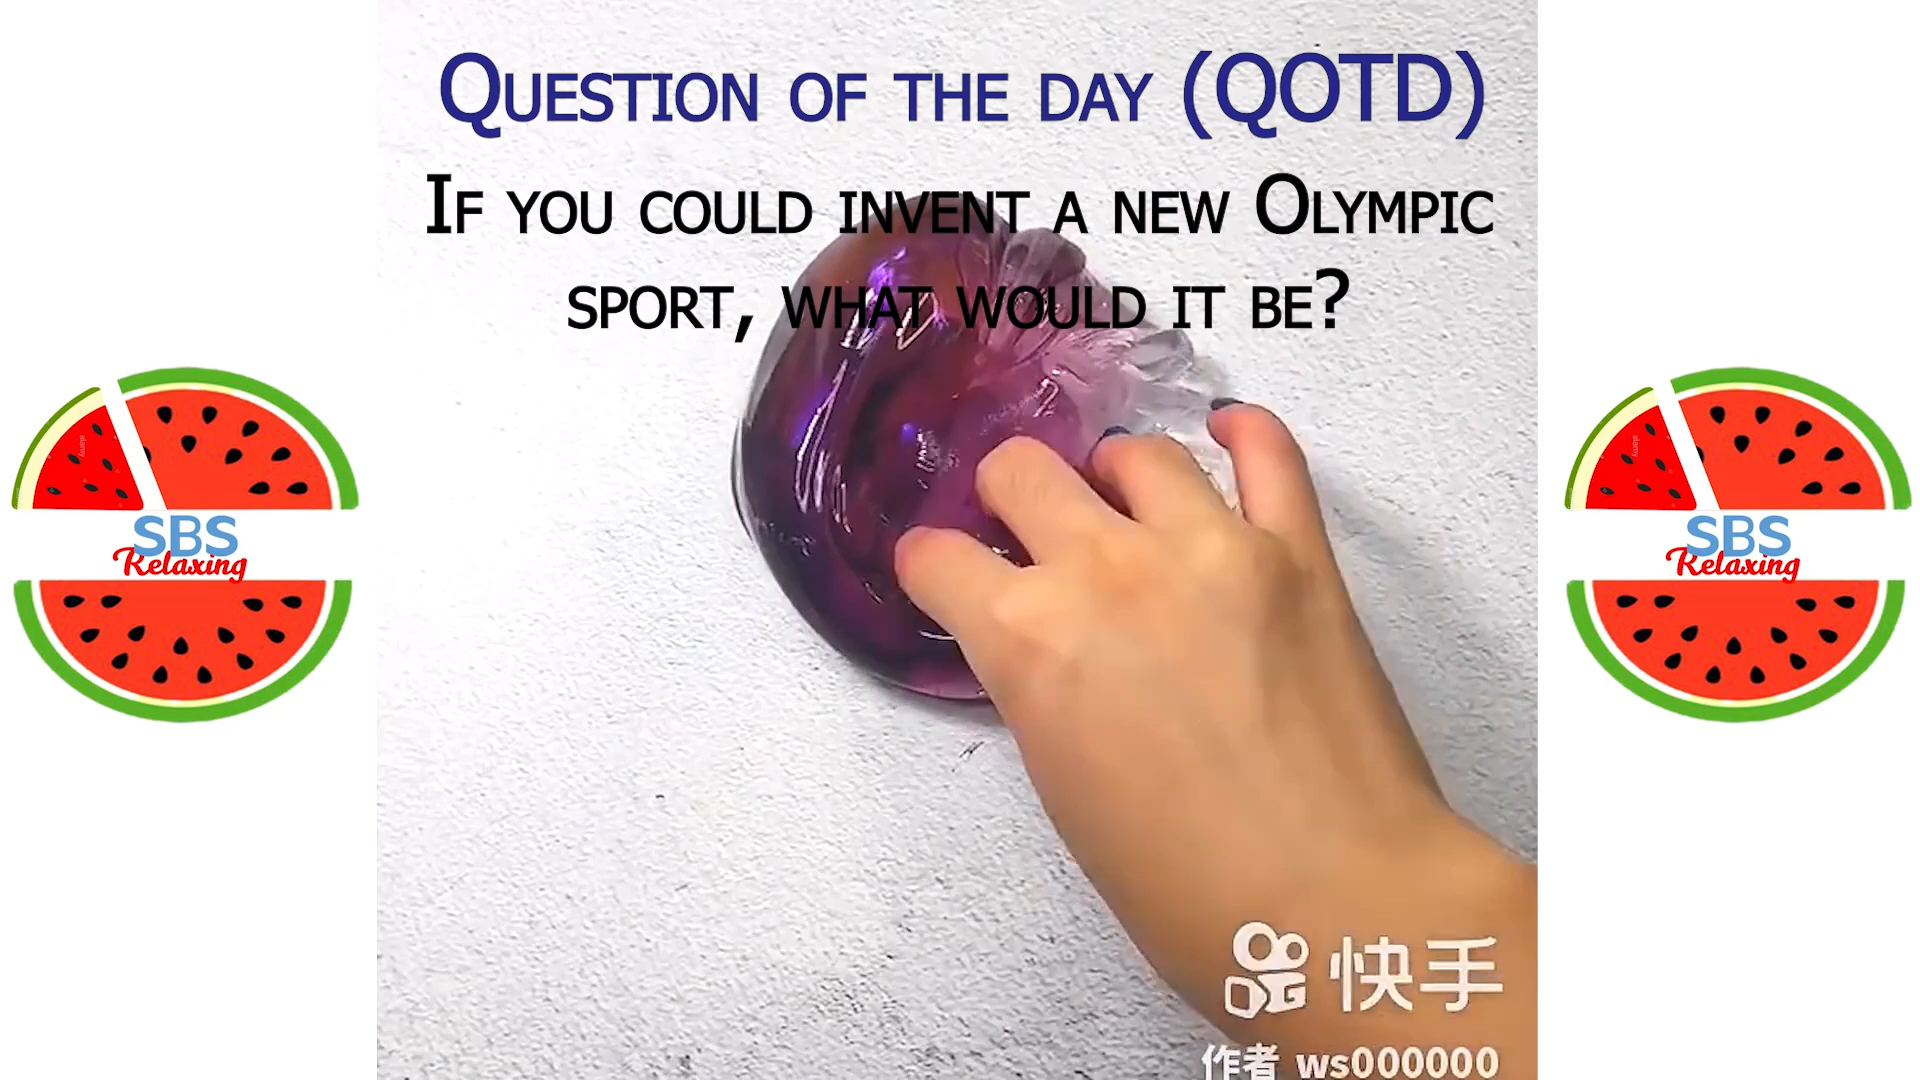 Question of the day (QOTD)
If you could invent a new Olympic
sport, what would it be?
SBS
Relaxing
SBS
Relaxing
快手
作者 ws000000